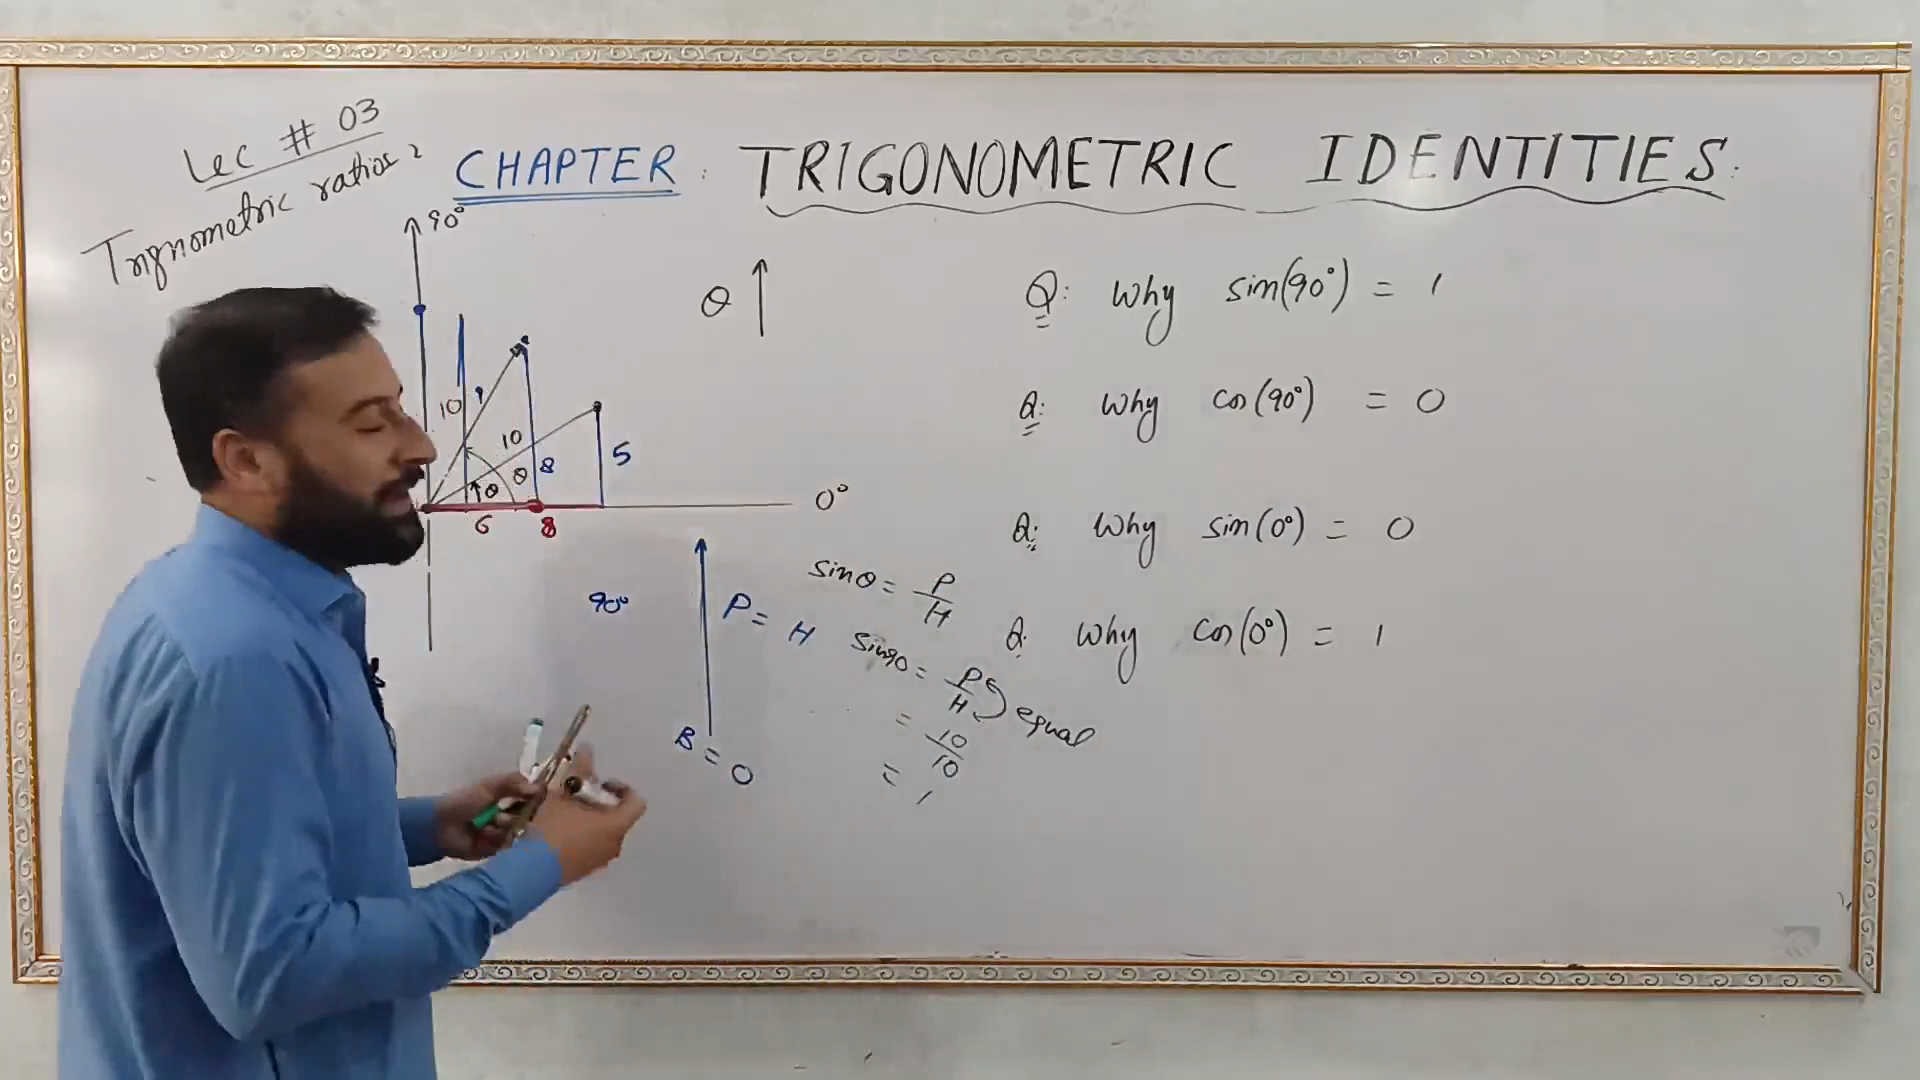 Lec # 03
Trignometric ratios
CHAPTER: TRIGONOMETRIC IDENTITIES:
90°
θ
10
10
θ
8
θ
5
0°
6
8
90°
P = H
B = 0
sinθ = P/H
sin90 = P/H equal
= 10/10
= 1
Q: Why sin(90°) = 1
Q: Why cos(90°) = 0
Q: Why sin(0°) = 0
Q: Why cos(0°) = 1